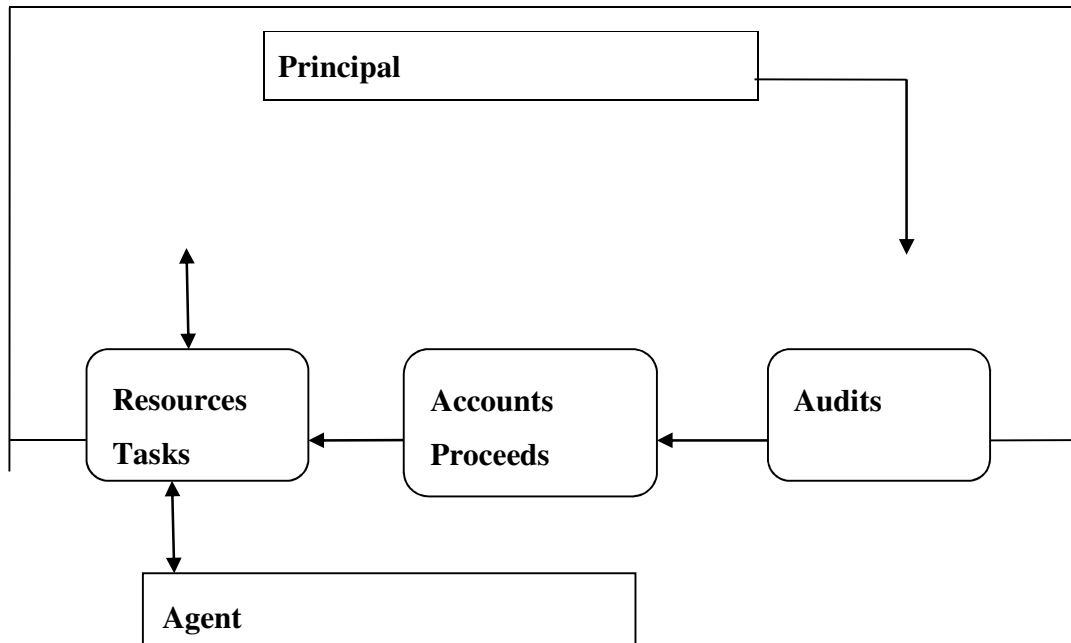 Principal
Resources
Tasks
Accounts
Proceeds
Audits
Agent